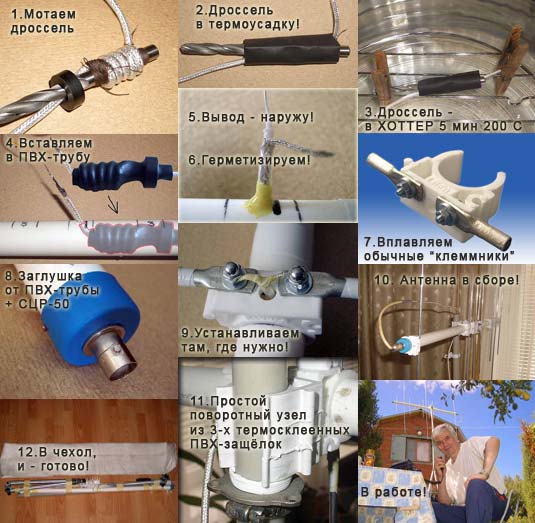 1.Мотаем
дроссель
2.Дроссель
в термоусадку!
3.Дроссель -
в ХОТТЕР 5 мин 200°С
4.Вставляем
в ПВХ-трубу
5.Вывод - наружу!
6.Герметизируем!
7.Вплавляем
обычные "клеммники"
8.Заглушка
от ПВХ-трубы
+ СЦР-50
9.Устанавливаем
там, где нужно!
10. Антенна в сборе!
11.Простой
поворотный узел
из 3-х термосклеенных
ПВХ-защёлок
12.В чехол,
и - готово!
В работе!